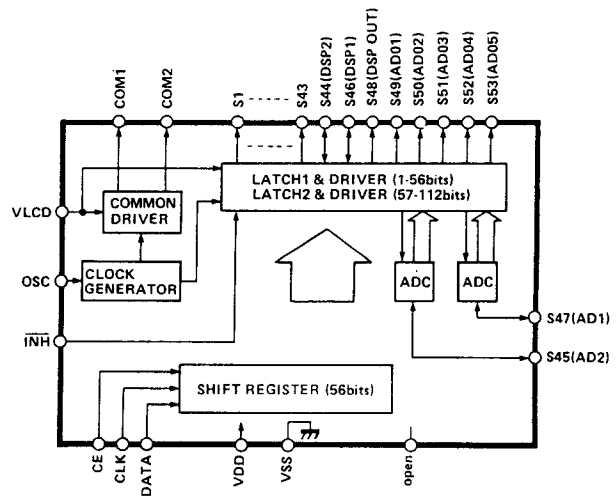 COM1
COM2
S1
S43
S44(DSP2)
S46(DSP1)
S48(DSP OUT)
S49(AD01)
S50(AD02)
S51(AD03)
S52(AD04)
S53(AD05)
LATCH1 & DRIVER (1-56bits)
LATCH2 & DRIVER (57-112bits)
VLCD
COMMON
DRIVER
OSC
CLOCK
GENERATOR
ADC
ADC
INH
S47(AD1)
S45(AD2)
SHIFT REGISTER (56bits)
CE
CLK
DATA
VDD
VSS
open